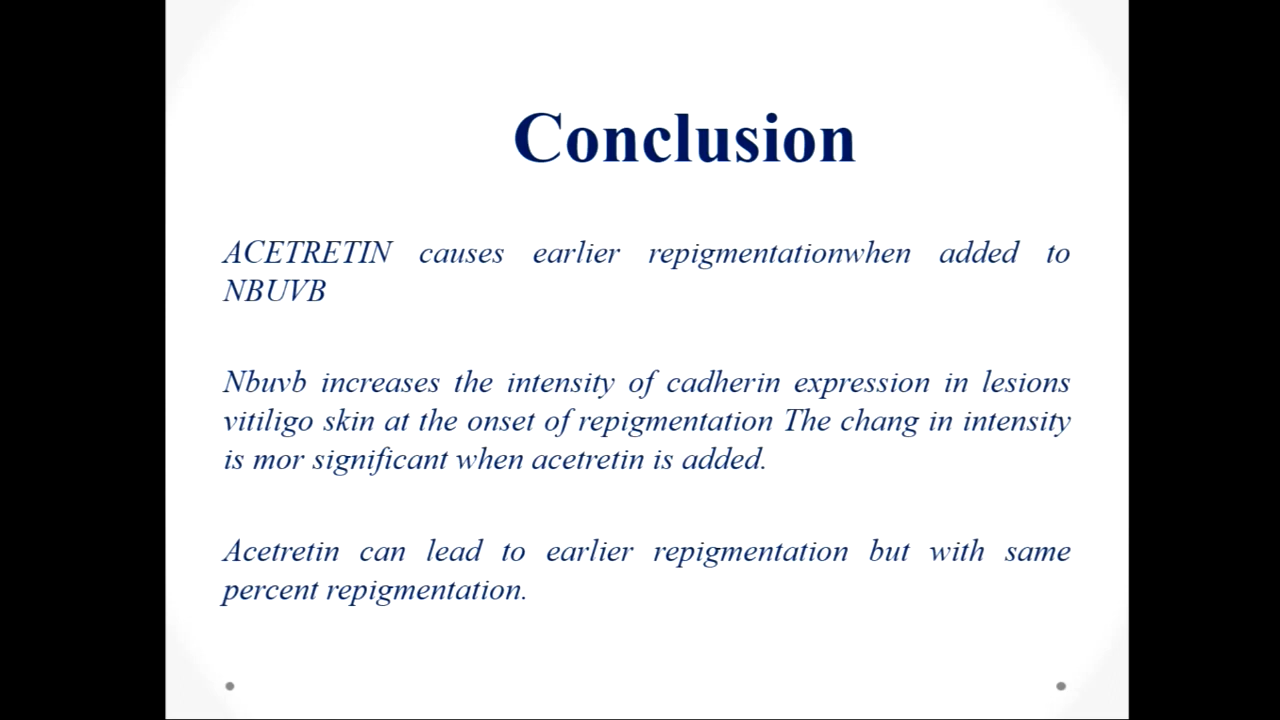 Conclusion
ACETRETIN causes earlier repigmentationwhen added to
NBUVB
Nbuvb increases the intensity of cadherin expression in lesions
vitiligo skin at the onset of repigmentation The chang in intensity
is mor significant when acetretin is added.
Acetretin can lead to earlier repigmentation but with same
percent repigmentation.